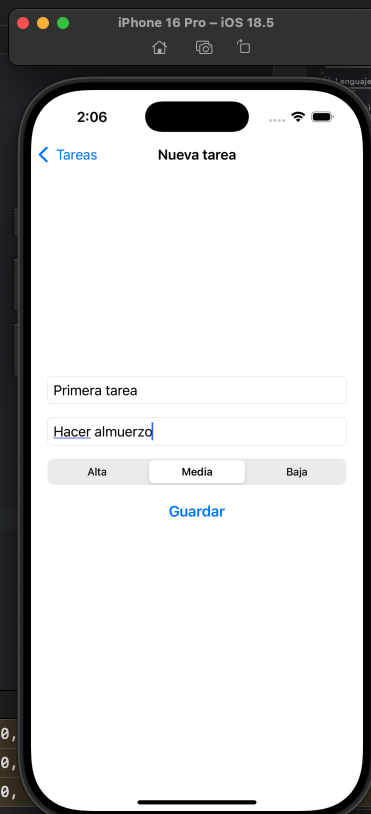 iPhone 16 Pro – iOS 18.5
Lenguaje
2:06
Tareas
Nueva tarea
Primera tarea
Hacer almuerzo
Alta
Media
Baja
Guardar
0,
0,
0,